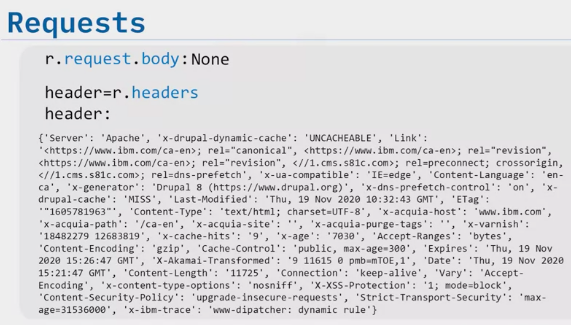 Requests
r.request.body:None
header=r.headers
header:
{'Server': 'Apache', 'x-drupal-dynamic-cache': 'UNCACHEABLE', 'Link':
'<https://www.ibm.com/ca-en>; rel="canonical", <https://www.ibm.com/ca-en>; rel="revision",
<https://www.ibm.com/ca-en>; rel="revision", <//1.cms.s81c.com>; rel=preconnect; crossorigin,
<//1.cms.s81c.com>; rel=dns-prefetch', 'x-ua-compatible': 'IE=edge', 'Content-Language': 'en-
ca', 'x-generator': 'Drupal 8 (https://www.drupal.org)', 'x-dns-prefetch-control': 'on', 'x-
drupal-cache': 'MISS', 'Last-Modified': 'Thu, 19 Nov 2020 10:32:43 GMT', 'ETag':
'"1605781963"', 'Content-Type': 'text/html; charset=UTF-8', 'x-acquia-host': 'www.ibm.com',
'x-acquia-path': '/ca-en', 'x-acquia-site': '', 'x-acquia-purge-tags': '', 'x-varnish':
'18482279 12683819', 'x-cache-hits': '9', 'x-age': '7030', 'Accept-Ranges': 'bytes',
'Content-Encoding': 'gzip', 'Cache-Control': 'public, max-age=300', 'Expires': 'Thu, 19 Nov
2020 15:26:47 GMT', 'X-Akamai-Transformed': '9 11615 0 pmb=mTOE,1', 'Date': 'Thu, 19 Nov 2020
15:21:47 GMT', 'Content-Length': '11725', 'Connection': 'keep-alive', 'Vary': 'Accept-
Encoding', 'x-content-type-options': 'nosniff', 'X-XSS-Protection': '1; mode=block',
'Content-Security-Policy': 'upgrade-insecure-requests', 'Strict-Transport-Security': 'max-
age=31536000', 'x-ibm-trace': 'www-dipatcher: dynamic rule'}